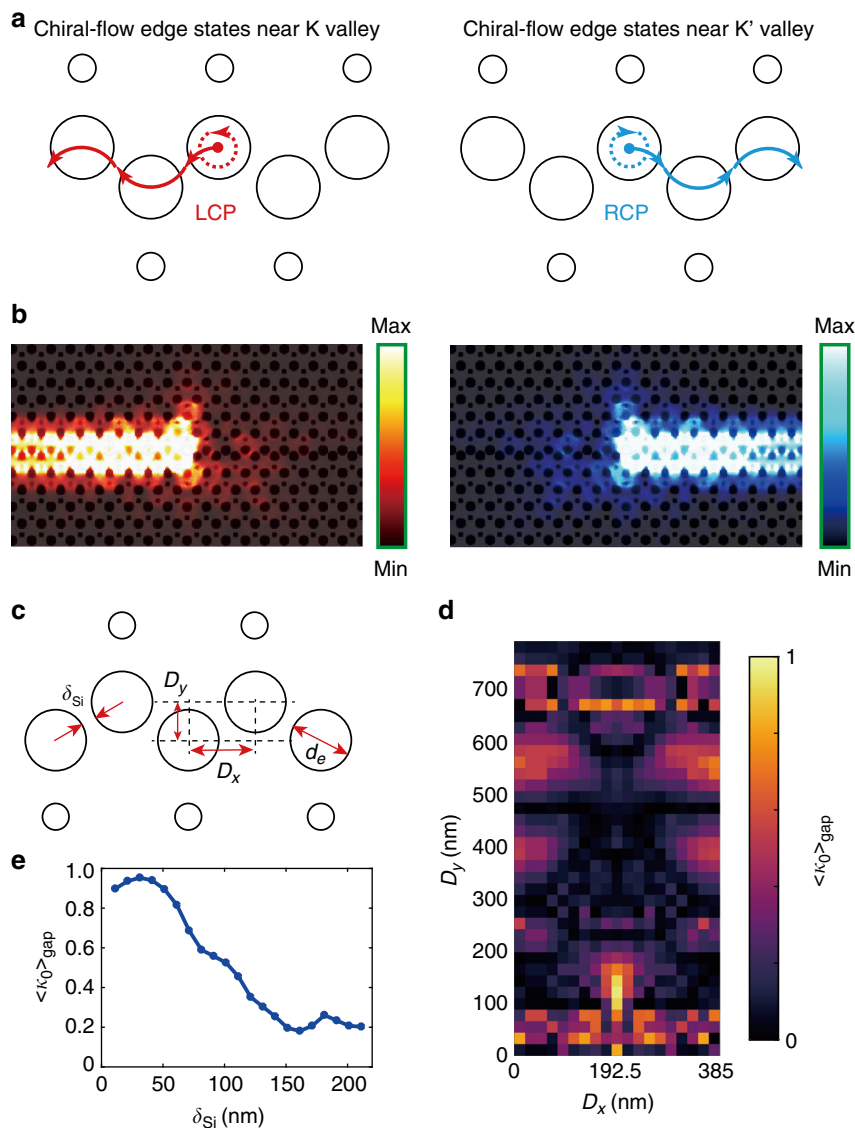 a
Chiral-flow edge states near K valley
Chiral-flow edge states near K’ valley
LCP
RCP
b
Max
Min
Max
Min
c
δSi
Dy
Dx
de
d
Dy (nm)
700
600
500
400
300
200
100
0
0
192.5
385
Dx (nm)
1
0
<κ0>gap
e
<κ0>gap
1.0
0.8
0.6
0.4
0.2
0
0
50
100
150
200
δSi (nm)